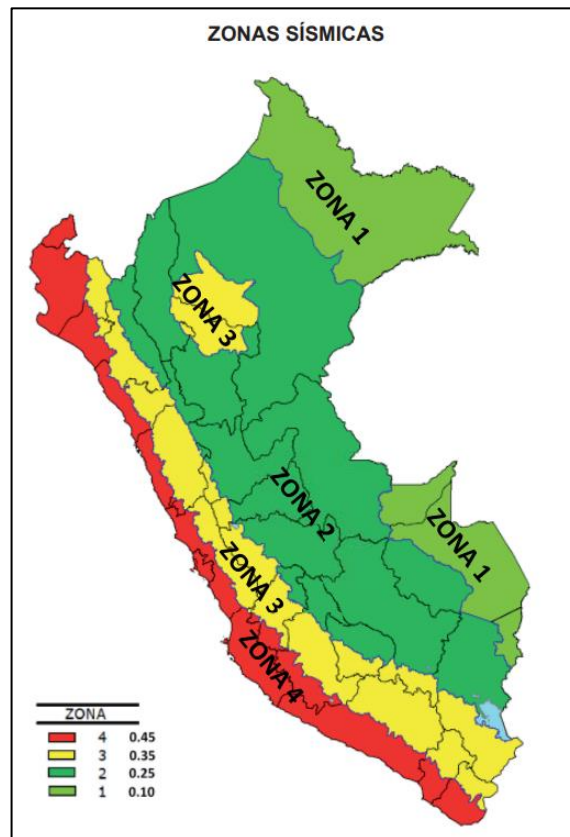 ZONAS SÍSMICAS
ZONA 1
ZONA 3
ZONA 2
ZONA 1
ZONA 3
ZONA 4
ZONA
4 0.45
3 0.35
2 0.25
1 0.10